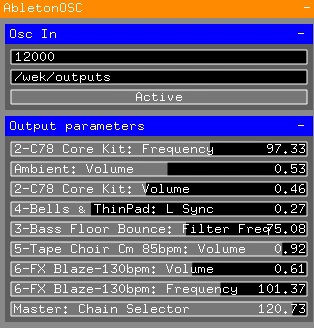 AbletonOSC -
Osc In -
12000
/wek/outputs
Active
Output parameters -
2-C78 Core Kit: Frequency 97.33
Ambient: Volume 0.53
2-C78 Core Kit: Volume 0.46
4-Bells & ThinPad: L Sync 0.27
3-Bass Floor Bounce: Filter Freq75.08
5-Tape Choir Cm 85bpm: Volume 0.92
6-FX Blaze-130bpm: Volume 0.61
6-FX Blaze-130bpm: Frequency 101.37
Master: Chain Selector 120.73